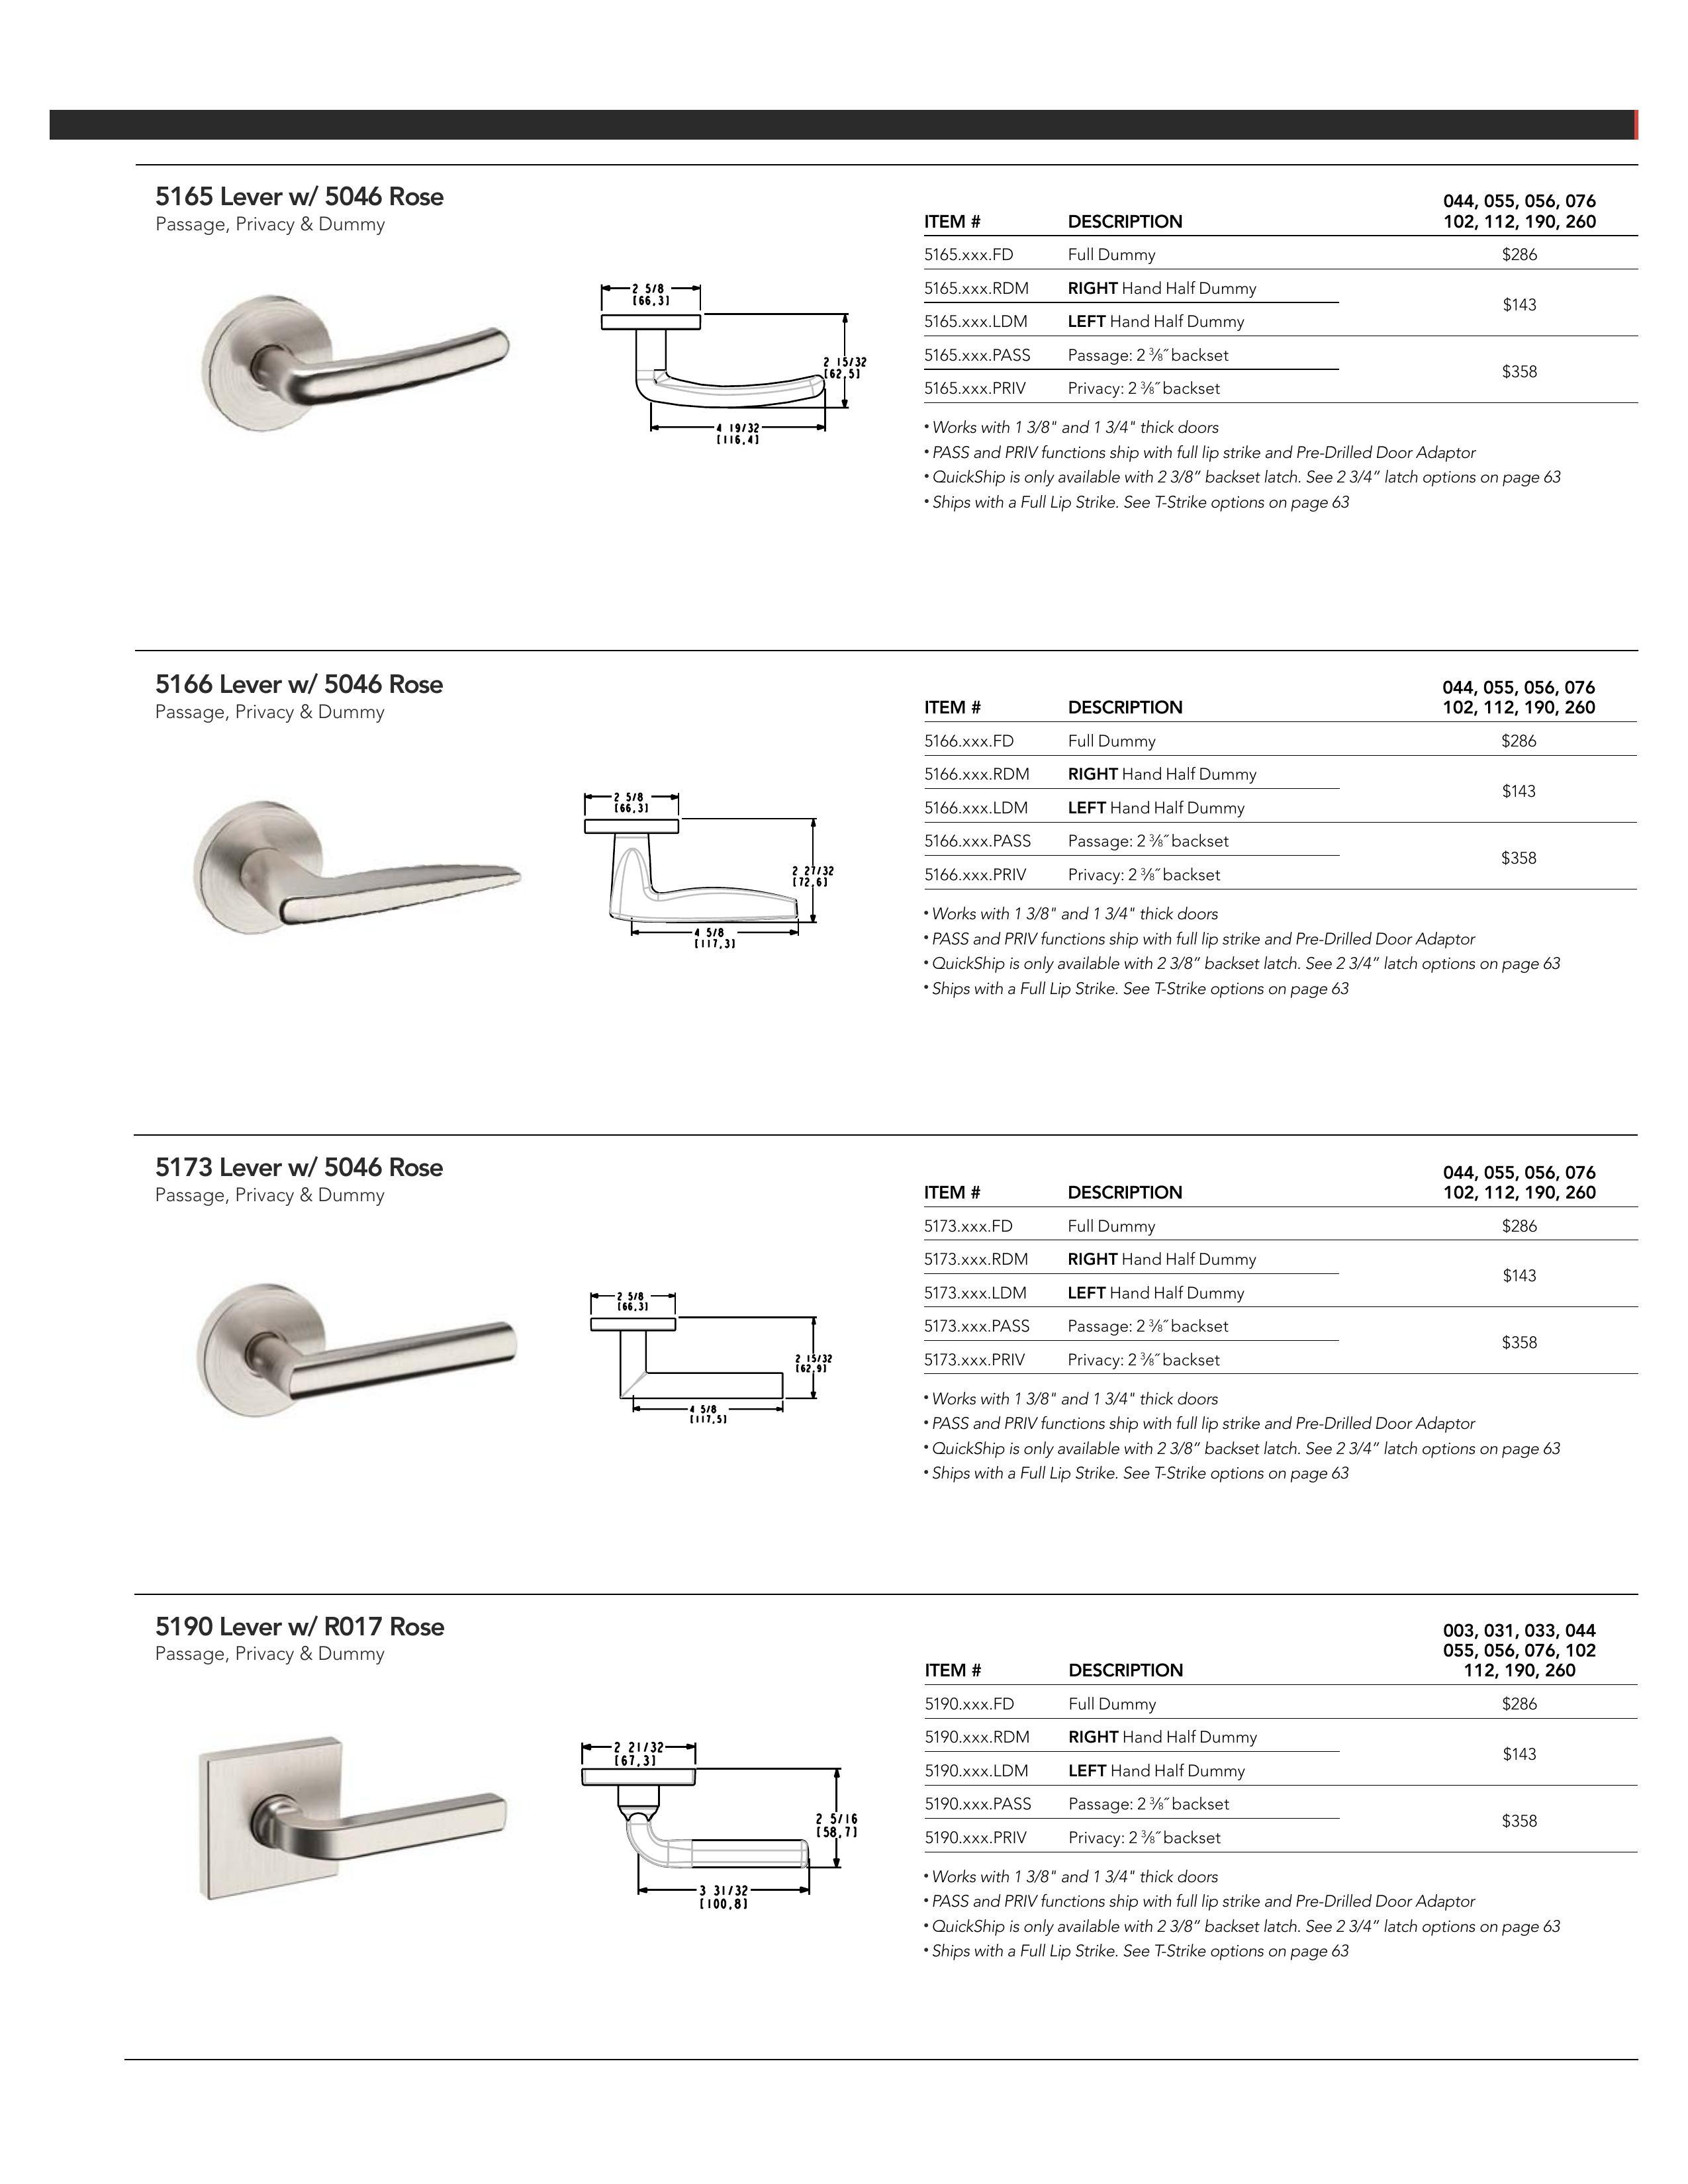 5165 Lever w/ 5046 Rose
Passage, Privacy & Dummy
2 5/8
[66,3]
2 15/32
[62,5]
4 19/32
[116,4]
044, 055, 056, 076
ITEM # DESCRIPTION 102, 112, 190, 260
5165.xxx.FD Full Dummy $286
5165.xxx.RDM RIGHT Hand Half Dummy
$143
5165.xxx.LDM LEFT Hand Half Dummy
5165.xxx.PASS Passage: 2 ⅜″ backset
$358
5165.xxx.PRIV Privacy: 2 ⅜″ backset
• Works with 1 3/8" and 1 3/4" thick doors
• PASS and PRIV functions ship with full lip strike and Pre-Drilled Door Adaptor
• QuickShip is only available with 2 3/8” backset latch. See 2 3/4” latch options on page 63
• Ships with a Full Lip Strike. See T-Strike options on page 63
5166 Lever w/ 5046 Rose
Passage, Privacy & Dummy
2 5/8
[66,3]
2 27/32
[72,6]
4 5/8
[117,3]
044, 055, 056, 076
ITEM # DESCRIPTION 102, 112, 190, 260
5166.xxx.FD Full Dummy $286
5166.xxx.RDM RIGHT Hand Half Dummy
$143
5166.xxx.LDM LEFT Hand Half Dummy
5166.xxx.PASS Passage: 2 ⅜″ backset
$358
5166.xxx.PRIV Privacy: 2 ⅜″ backset
• Works with 1 3/8" and 1 3/4" thick doors
• PASS and PRIV functions ship with full lip strike and Pre-Drilled Door Adaptor
• QuickShip is only available with 2 3/8” backset latch. See 2 3/4” latch options on page 63
• Ships with a Full Lip Strike. See T-Strike options on page 63
5173 Lever w/ 5046 Rose
Passage, Privacy & Dummy
2 5/8
[66,3]
2 15/32
[62,9]
4 5/8
[117,5]
044, 055, 056, 076
ITEM # DESCRIPTION 102, 112, 190, 260
5173.xxx.FD Full Dummy $286
5173.xxx.RDM RIGHT Hand Half Dummy
$143
5173.xxx.LDM LEFT Hand Half Dummy
5173.xxx.PASS Passage: 2 ⅜″ backset
$358
5173.xxx.PRIV Privacy: 2 ⅜″ backset
• Works with 1 3/8" and 1 3/4" thick doors
• PASS and PRIV functions ship with full lip strike and Pre-Drilled Door Adaptor
• QuickShip is only available with 2 3/8” backset latch. See 2 3/4” latch options on page 63
• Ships with a Full Lip Strike. See T-Strike options on page 63
5190 Lever w/ R017 Rose
Passage, Privacy & Dummy
2 21/32
[67,3]
2 5/16
[58,7]
3 31/32
[100,8]
003, 031, 033, 044
055, 056, 076, 102
ITEM # DESCRIPTION 112, 190, 260
5190.xxx.FD Full Dummy $286
5190.xxx.RDM RIGHT Hand Half Dummy
$143
5190.xxx.LDM LEFT Hand Half Dummy
5190.xxx.PASS Passage: 2 ⅜″ backset
$358
5190.xxx.PRIV Privacy: 2 ⅜″ backset
• Works with 1 3/8" and 1 3/4" thick doors
• PASS and PRIV functions ship with full lip strike and Pre-Drilled Door Adaptor
• QuickShip is only available with 2 3/8” backset latch. See 2 3/4” latch options on page 63
• Ships with a Full Lip Strike. See T-Strike options on page 63